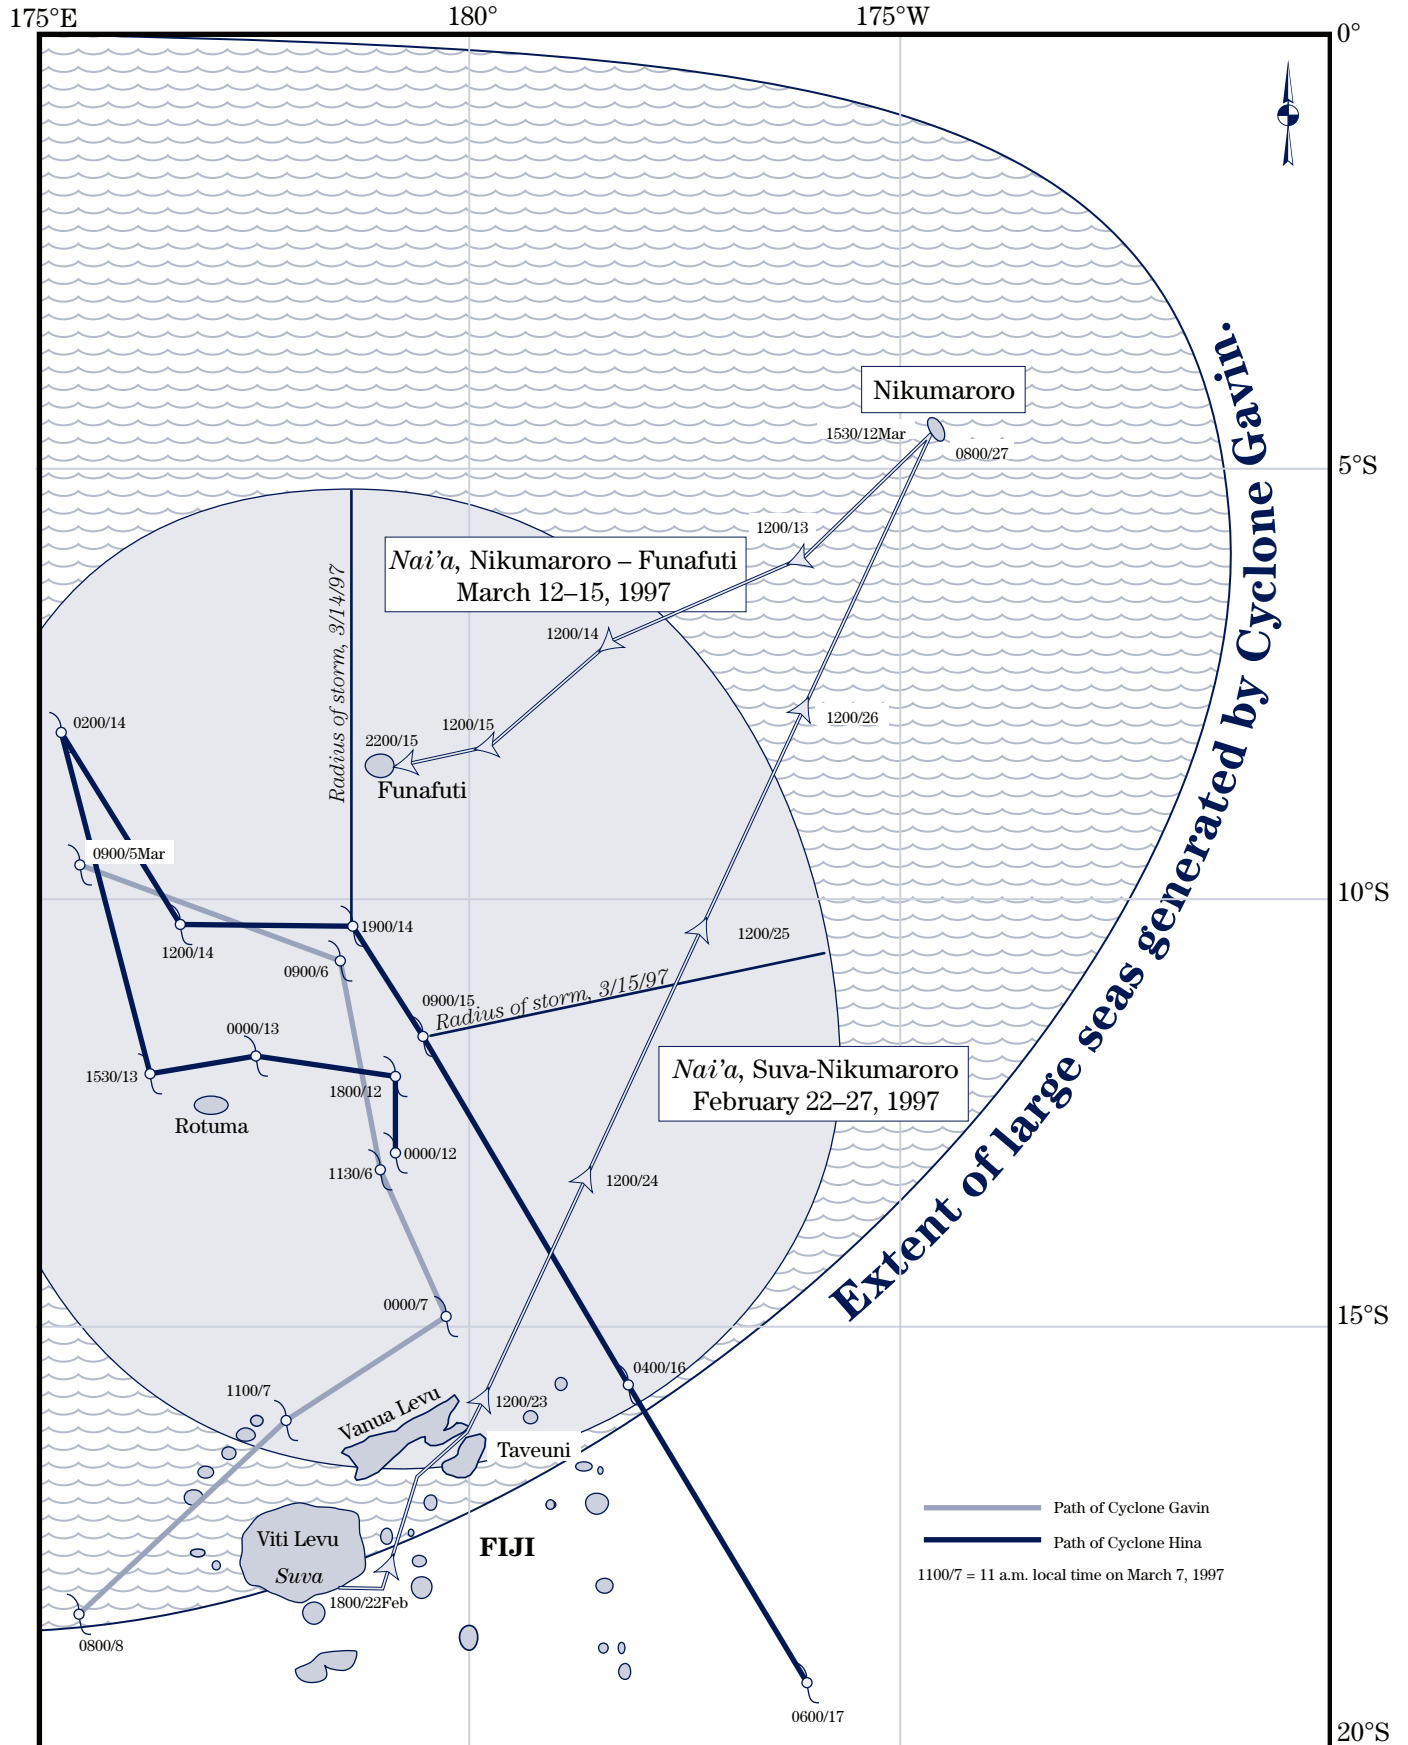 175°E
180°
175°W
0°
Nikumaroro
1530/12Mar
0800/27
5°S
1200/13
Nai’a, Nikumaroro – Funafuti
March 12–15, 1997
Radius of storm, 3/14/97
1200/14
1200/26
0200/14
1200/15
2200/15
Funafuti
Extent of large seas generated by Cyclone Gavin.
0900/5Mar
10°S
1900/14
1200/25
1200/14
0900/6
0900/15
Radius of storm, 3/15/97
0000/13
1530/13
1800/12
Nai’a, Suva-Nikumaroro
February 22–27, 1997
Rotuma
0000/12
1130/6
1200/24
0000/7
15°S
0400/16
1100/7
Vanua Levu
1200/23
Taveuni
Path of Cyclone Gavin
Viti Levu
FIJI
Path of Cyclone Hina
Suva
1100/7 = 11 a.m. local time on March 7, 1997
1800/22Feb
0800/8
0600/17
20°S